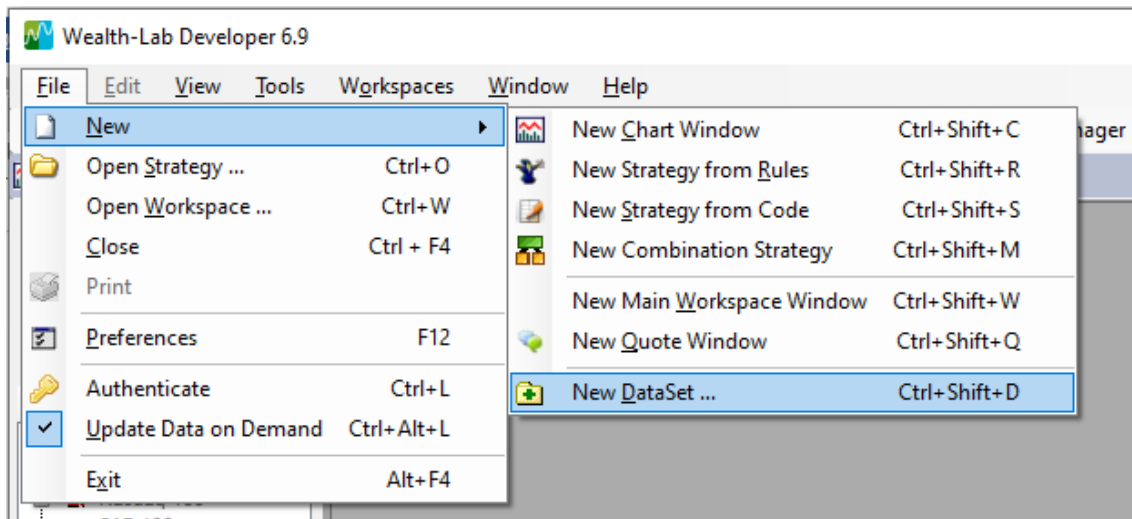 Wealth-Lab Developer 6.9
File Edit View Tools Workspaces Window Help
New
Open Strategy ... Ctrl+O
Open Workspace ... Ctrl+W
Close Ctrl + F4
Print
Preferences F12
Authenticate Ctrl+L
Update Data on Demand Ctrl+Alt+L
Exit Alt+F4
New Chart Window Ctrl+Shift+C
New Strategy from Rules Ctrl+Shift+R
New Strategy from Code Ctrl+Shift+S
New Combination Strategy Ctrl+Shift+M
New Main Workspace Window Ctrl+Shift+W
New Quote Window Ctrl+Shift+Q
New DataSet ... Ctrl+Shift+D